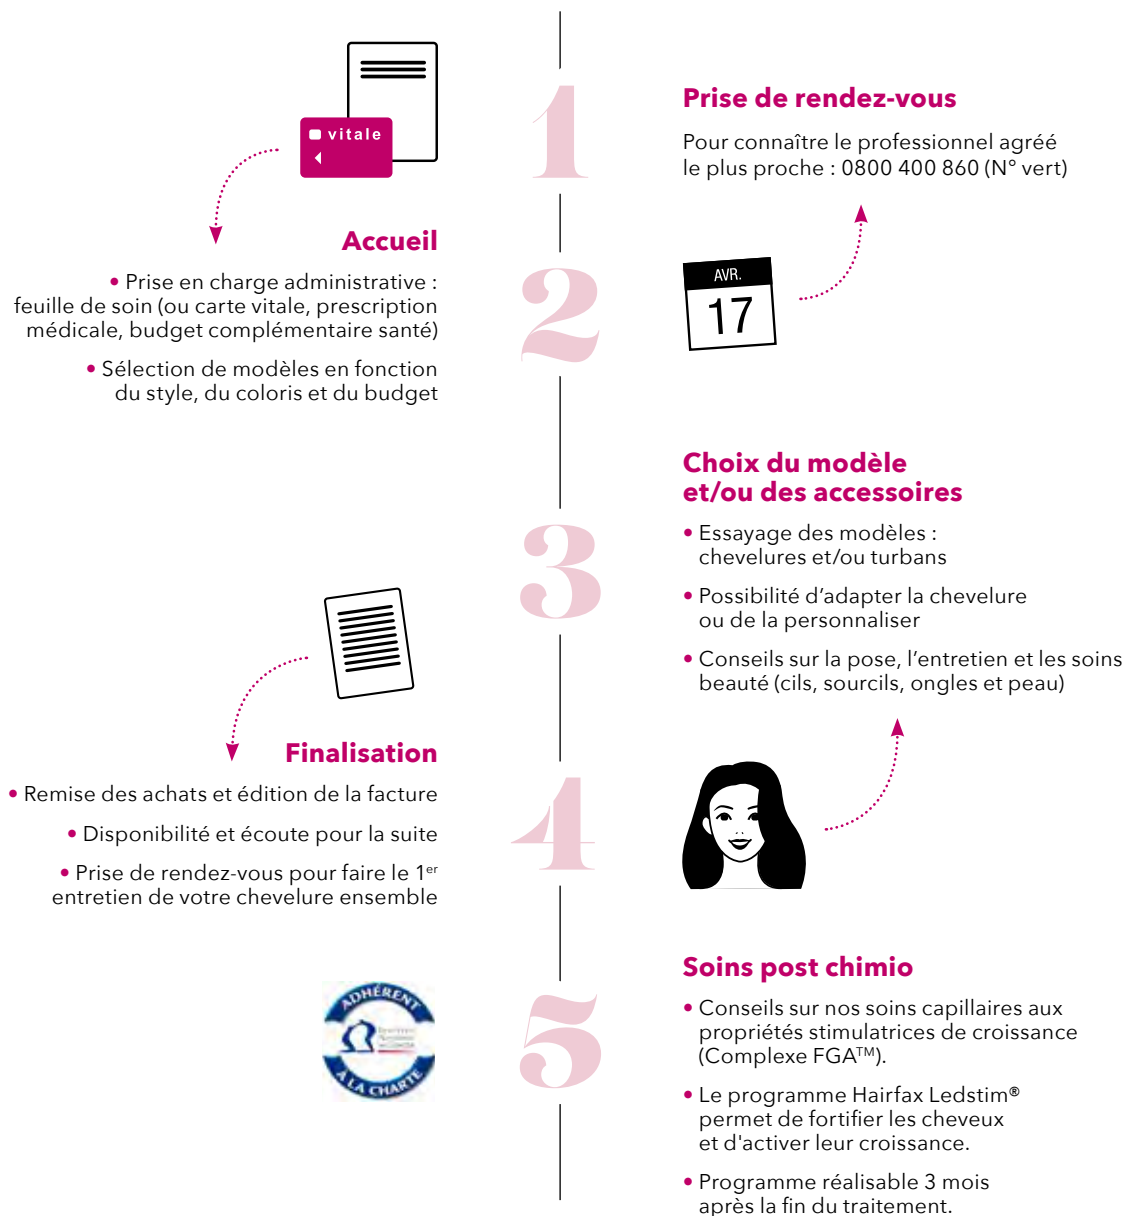 1
Prise de rendez-vous
Pour connaître le professionnel agréé
le plus proche : 0800 400 860 (N° vert)
vitale
2
Accueil
• Prise en charge administrative :
feuille de soin (ou carte vitale, prescription
médicale, budget complémentaire santé)
• Sélection de modèles en fonction
du style, du coloris et du budget
AVR.
17
3
Choix du modèle
et/ou des accessoires
• Essayage des modèles :
chevelures et/ou turbans
• Possibilité d’adapter la chevelure
ou de la personnaliser
• Conseils sur la pose, l’entretien et les soins
beauté (cils, sourcils, ongles et peau)
4
Finalisation
• Remise des achats et édition de la facture
• Disponibilité et écoute pour la suite
• Prise de rendez-vous pour faire le 1er
entretien de votre chevelure ensemble
5
Soins post chimio
• Conseils sur nos soins capillaires aux
propriétés stimulatrices de croissance
(Complexe FGA™).
• Le programme Hairfax Ledstim®
permet de fortifier les cheveux
et d'activer leur croissance.
• Programme réalisable 3 mois
après la fin du traitement.
ADHÉRENT
À LA CHARTE